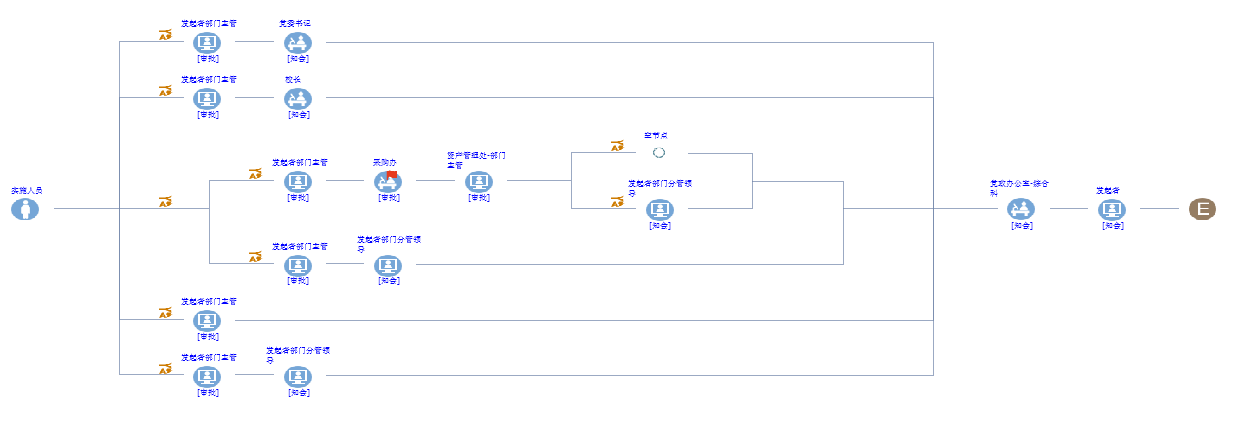 发起者部门主管
党委书记
[审批]
[知会]
发起者部门主管
校长
[审批]
[知会]
空节点
发起者部门主管
采购办
资产管理处-部门
主管
[审批]
[审批]
[审批]
实施人员
发起者部门分管领
导
[知会]
党政办公室-综合
科
[知会]
发起者
[知会]
E
发起者部门主管
发起者部门分管领
导
[审批]
[知会]
发起者部门主管
[审批]
发起者部门主管
发起者部门分管领
导
[审批]
[知会]